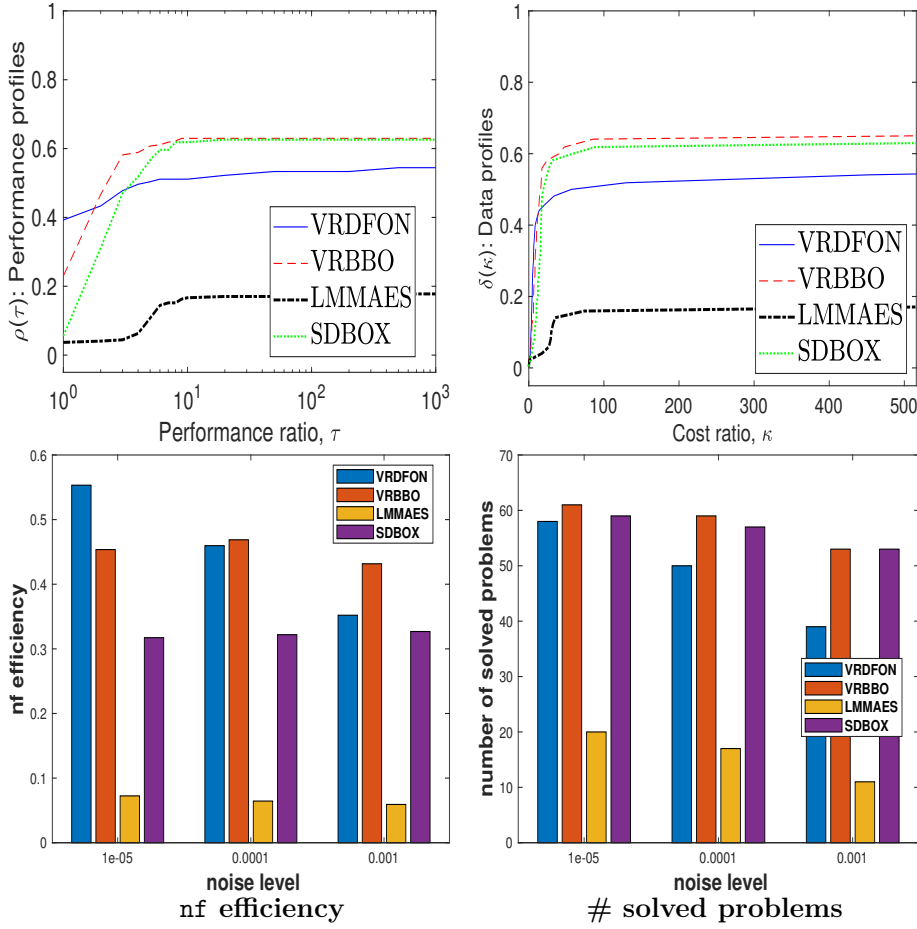 ρ(τ): Performance profiles
1
0.8
0.6
0.4
0.2
0
VRDFON
VRBBO
LMMAES
SDBOX
10^0
10^1
10^2
10^3
Performance ratio, τ
δ(κ): Data profiles
1
0.8
0.6
0.4
0.2
0
VRDFON
VRBBO
LMMAES
SDBOX
0
100
200
300
400
500
Cost ratio, κ
nf efficiency
0.6
0.5
0.4
0.3
0.2
0.1
0
VRDFON
VRBBO
LMMAES
SDBOX
1e-05
0.0001
0.001
noise level
nf efficiency
number of solved problems
70
60
50
40
30
20
10
0
VRDFON
VRBBO
LMMAES
SDBOX
1e-05
0.0001
0.001
noise level
# solved problems